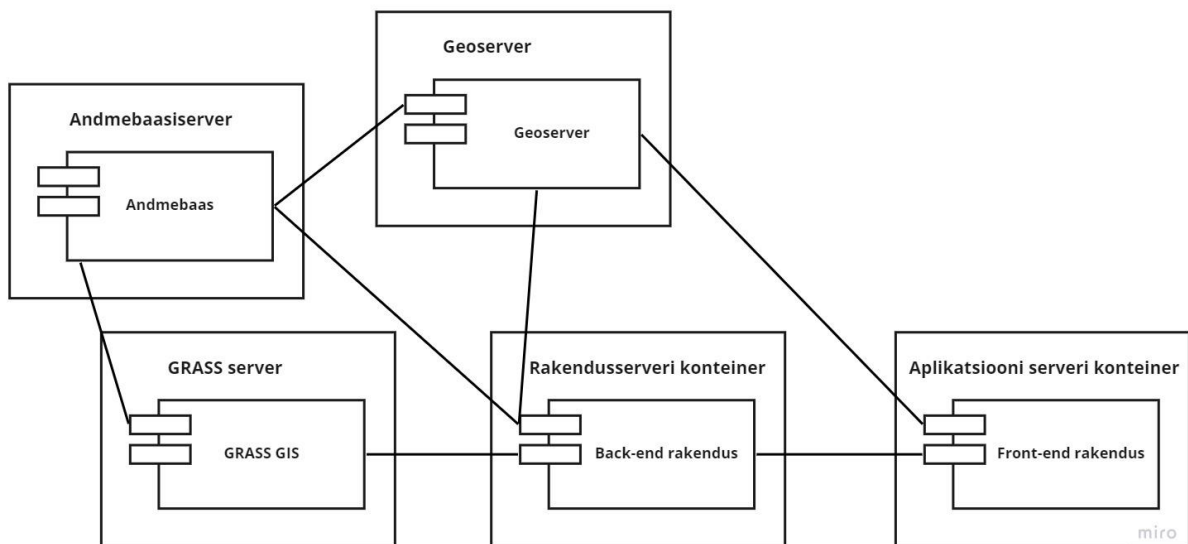 Geoserver
Geoserver
Andmebaasiserver
Andmebaas
GRASS server
GRASS GIS
Rakendusserveri konteiner
Back-end rakendus
Aplikatsiooni serveri konteiner
Front-end rakendus
miro